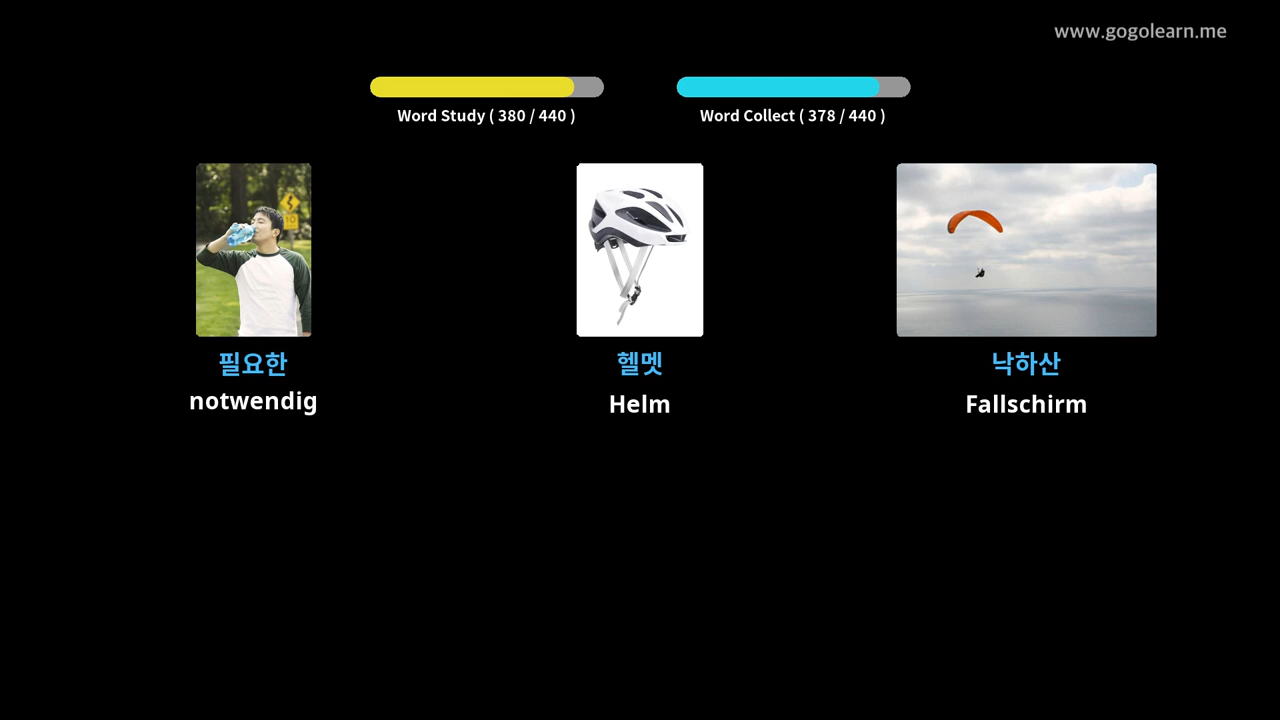 www.gogolearn.me
Word Study ( 380 / 440 )
Word Collect ( 378 / 440 )
10
필요한
헬멧
낙하산
notwendig
Helm
Fallschirm